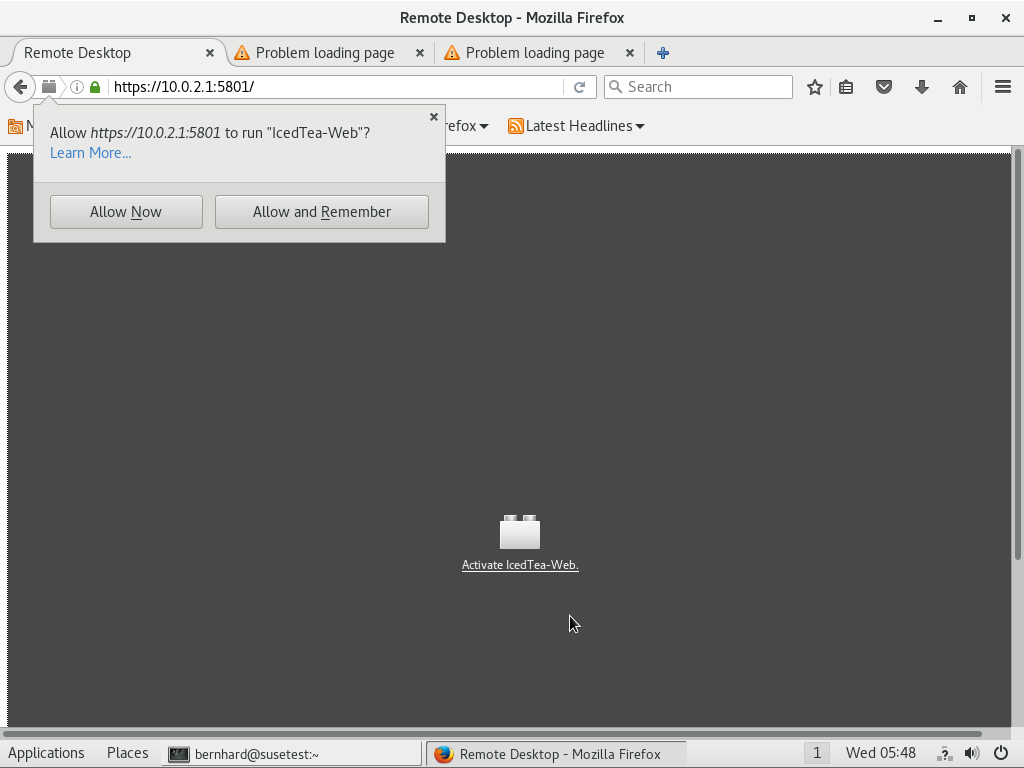 Remote Desktop - Mozilla Firefox
Remote Desktop
Problem loading page
Problem loading page
https://10.0.2.1:5801/
Search
Latest Headlines
Allow https://10.0.2.1:5801 to run "IcedTea-Web"?
Learn More...
Allow Now
Allow and Remember
Activate IcedTea-Web.
Applications
Places
bernhard@susetest:~
Remote Desktop - Mozilla Firefox
1
Wed 05:48